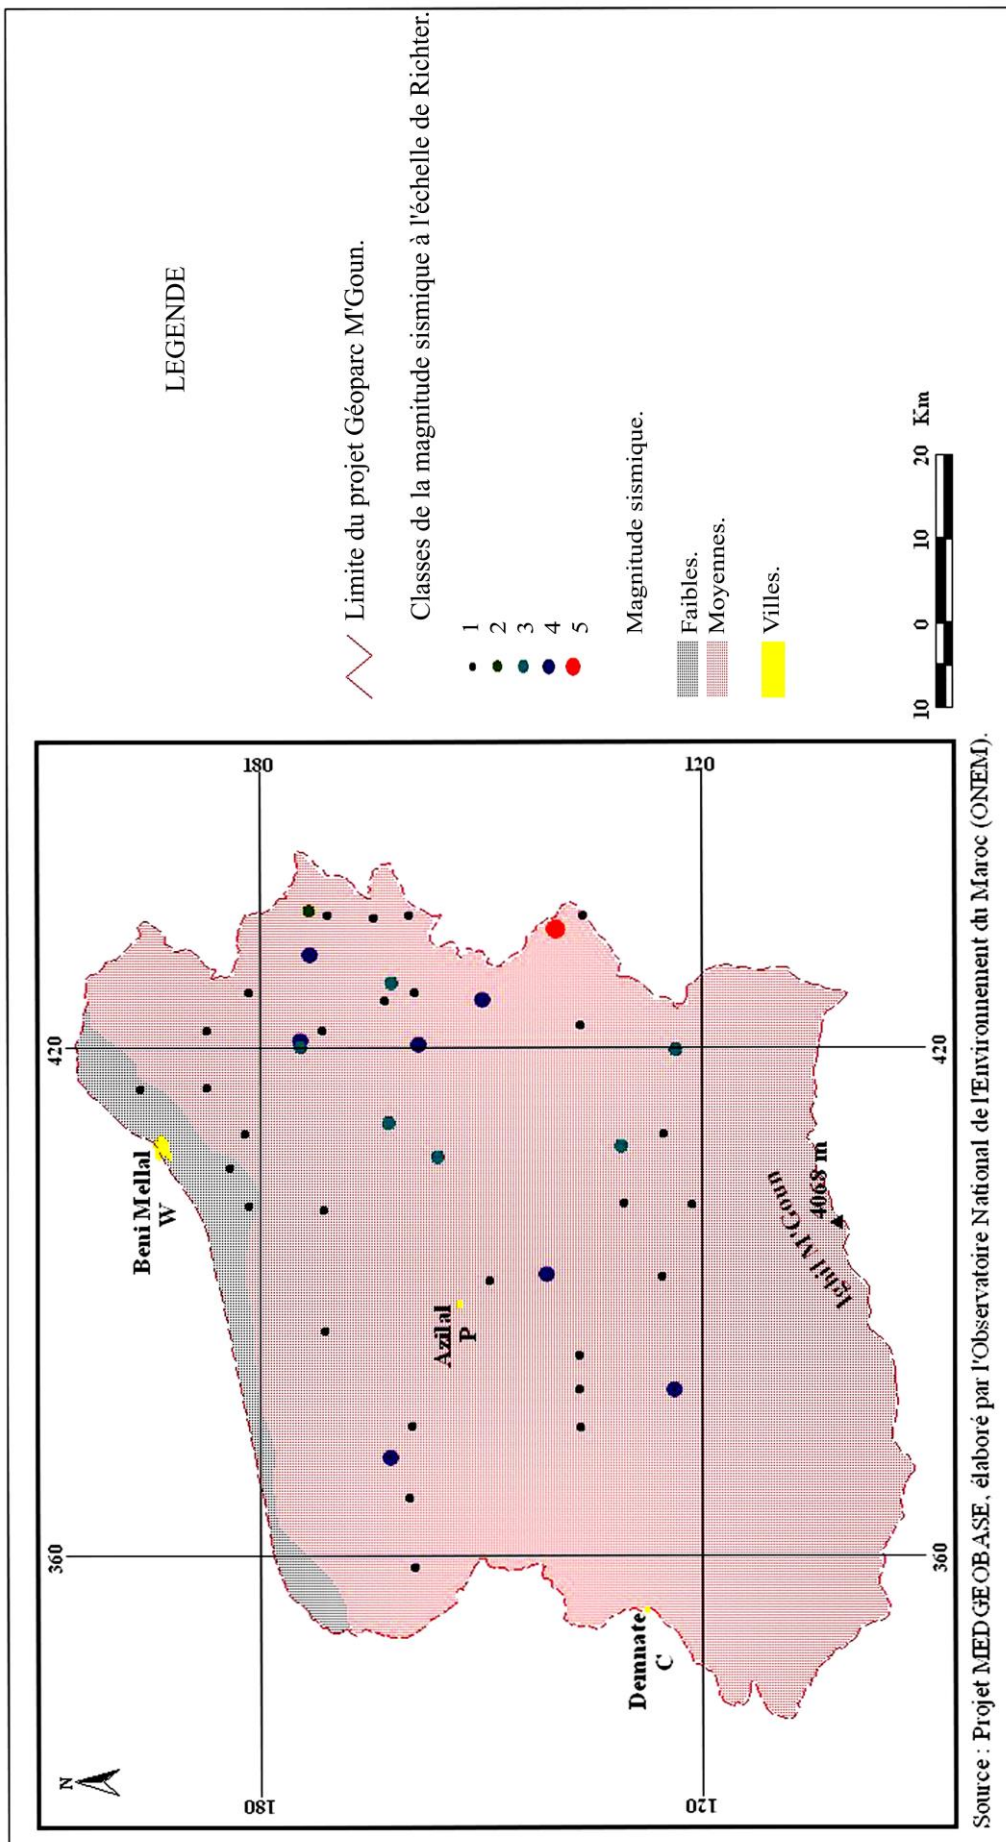 N
360
420
180
180
120
120
360
420
Beni Mellal
W
Azilal
P
Demnate
C
Ighil M'Goun
4068 m
LEGENDE
Limite du projet Géoparc M'Goun.
Classes de la magnitude sismique à l'échelle de Richter.
1
2
3
4
5
Magnitude sismique.
Faibles.
Moyennes.
Villes.
10 0 10 20 Km
Source : Projet MEDGEOBASE, élaboré par l'Observatoire National de l'Environnement du Maroc (ONEM).